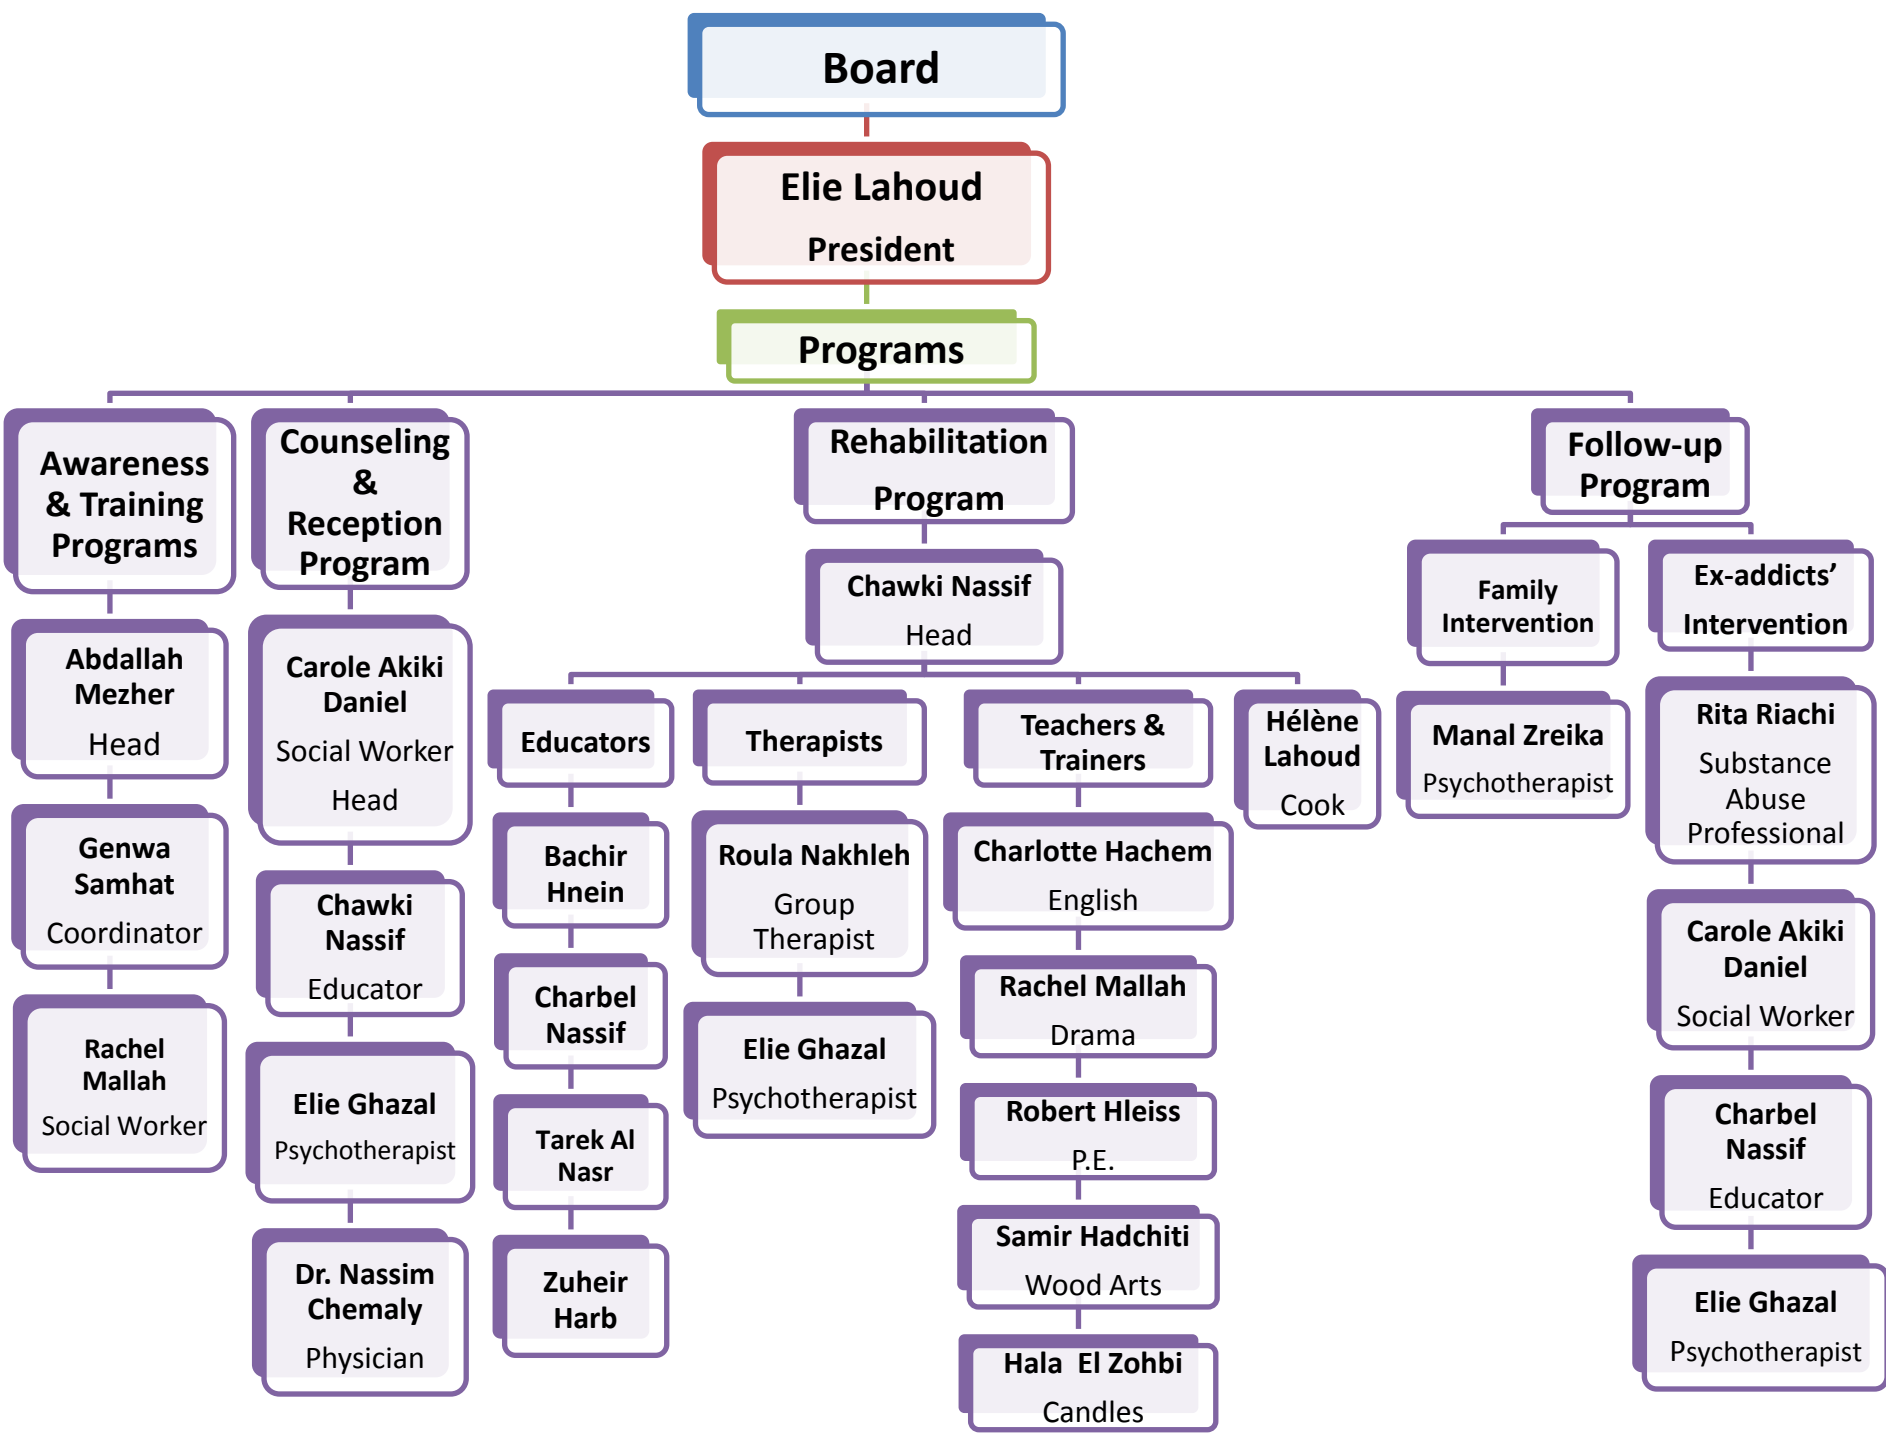 Board
Elie Lahoud
President
Programs
Awareness
& Training
Programs
Abdallah
Mezher
Head
Genwa
Samhat
Coordinator
Rachel
Mallah
Social Worker
Counseling
&
Reception
Program
Carole Akiki
Daniel
Social Worker
Head
Chawki
Nassif
Educator
Elie Ghazal
Psychotherapist
Dr. Nassim
Chemaly
Physician
Rehabilitation
Program
Chawki Nassif
Head
Educators
Bachir
Hnein
Charbel
Nassif
Tarek Al
Nasr
Zuheir
Harb
Therapists
Roula Nakhleh
Group
Therapist
Elie Ghazal
Psychotherapist
Teachers &
Trainers
Charlotte Hachem
English
Rachel Mallah
Drama
Robert Hleiss
P.E.
Samir Hadchiti
Wood Arts
Hala  El Zohbi
Candles
Hélène
Lahoud
Cook
Follow-up
Program
Family
Intervention
Manal Zreika
Psychotherapist
Ex-addicts’
Intervention
Rita Riachi
Substance
Abuse
Professional
Carole Akiki
Daniel
Social Worker
Charbel
Nassif
Educator
Elie Ghazal
Psychotherapist